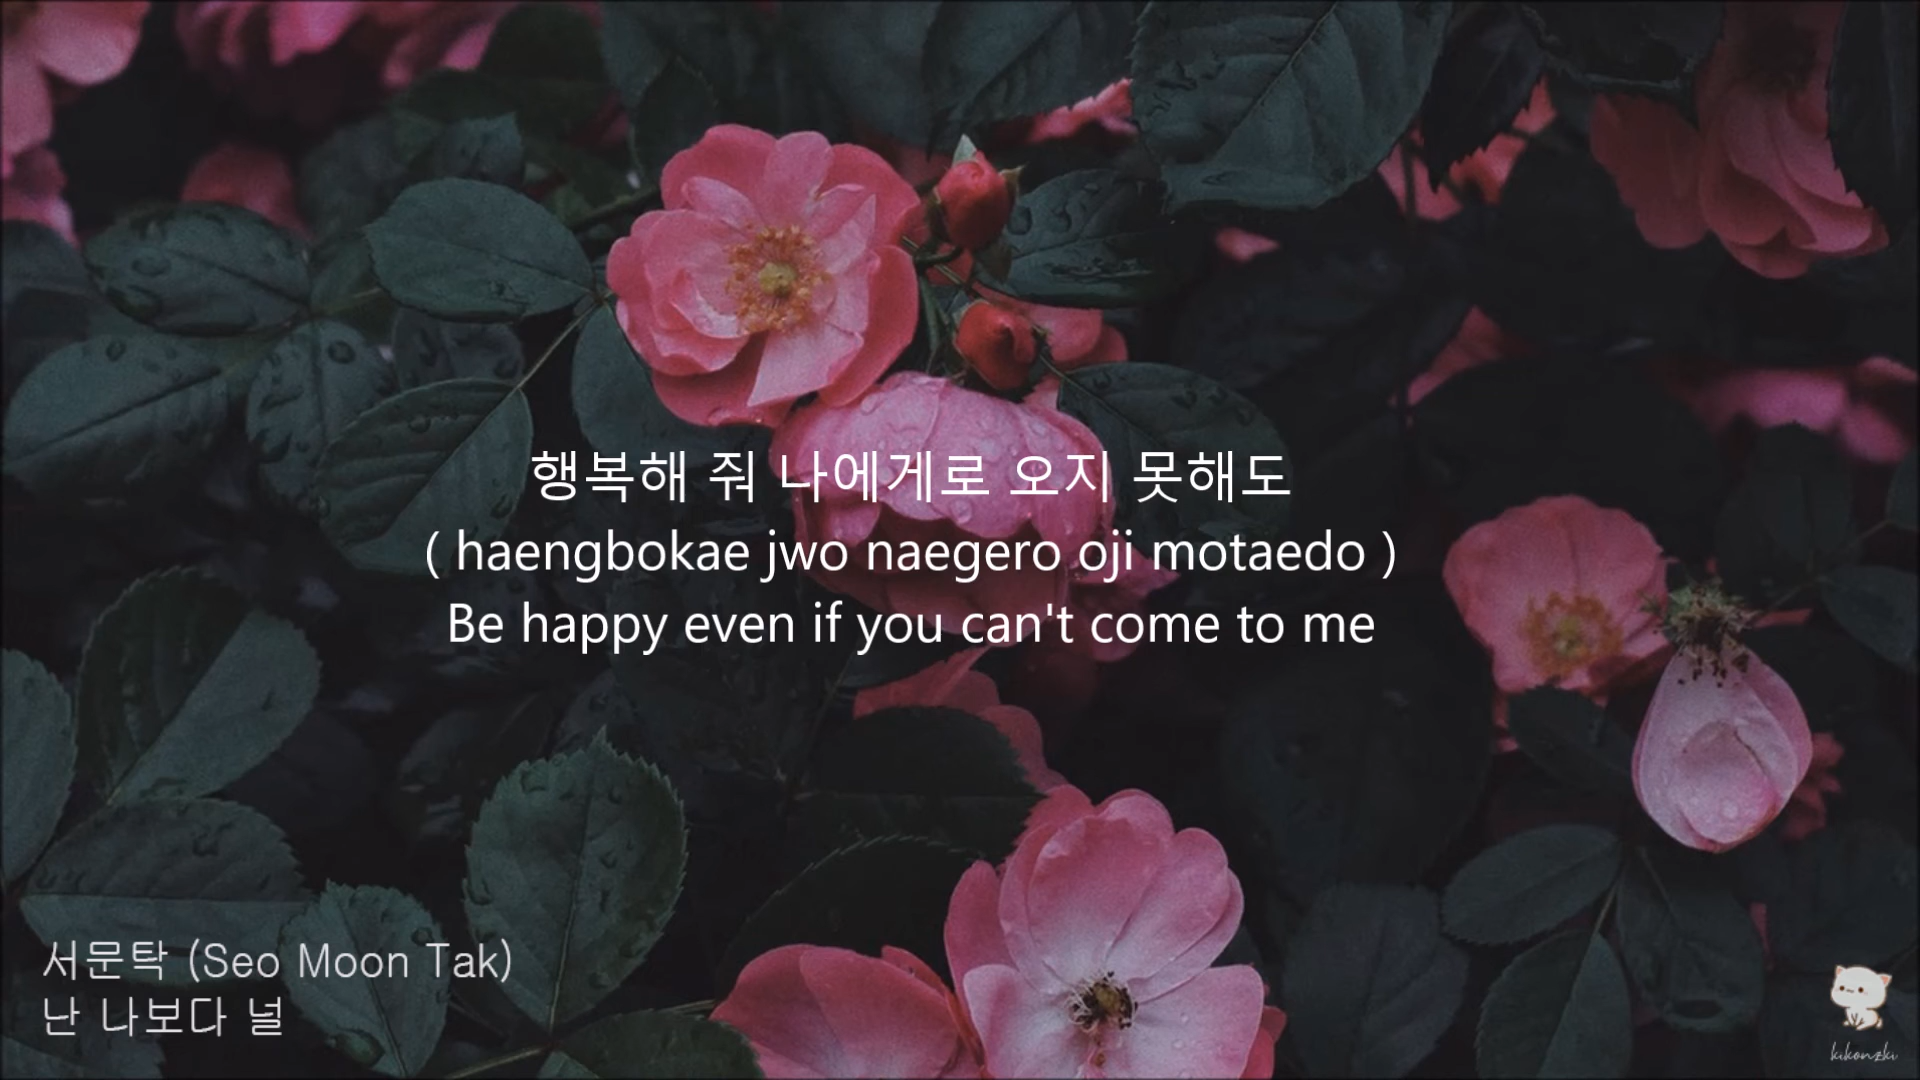 행복해 줘 나에게로 오지 못해도
( haengbokae jwo naegero oji motaedo )
Be happy even if you can't come to me
서문탁 (Seo Moon Tak)
난 나보다 널
kikonzki